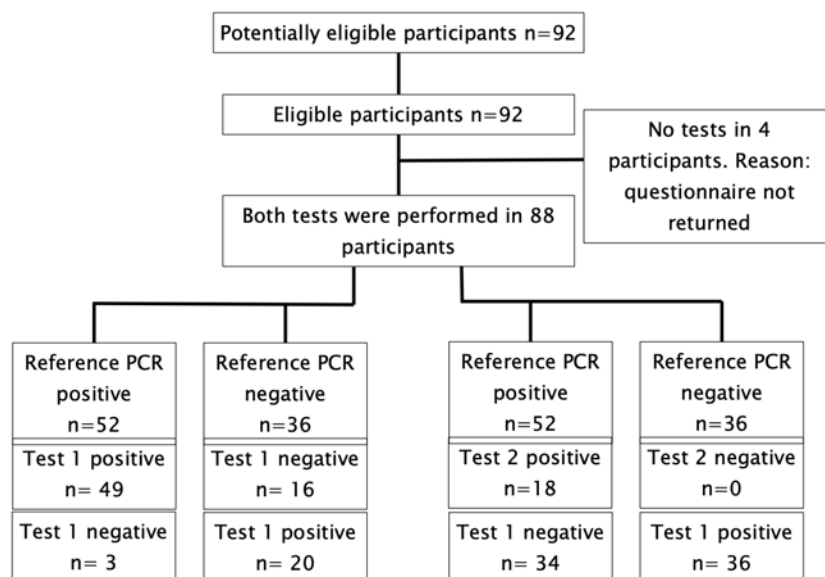 Potentially eligible participants n=92
Eligible participants n=92
No tests in 4
participants. Reason:
questionnaire not
returned
Both tests were performed in 88
participants
Reference PCR
positive
n=52
Test 1 positive
n= 49
Test 1 negative
n= 3
Reference PCR
negative
n=36
Test 1 negative
n= 16
Test 1 positive
n= 20
Reference PCR
positive
n=52
Test 2 positive
n=18
Test 1 negative
n= 34
Reference PCR
negative
n=36
Test 2 negative
n=0
Test 1 positive
n= 36